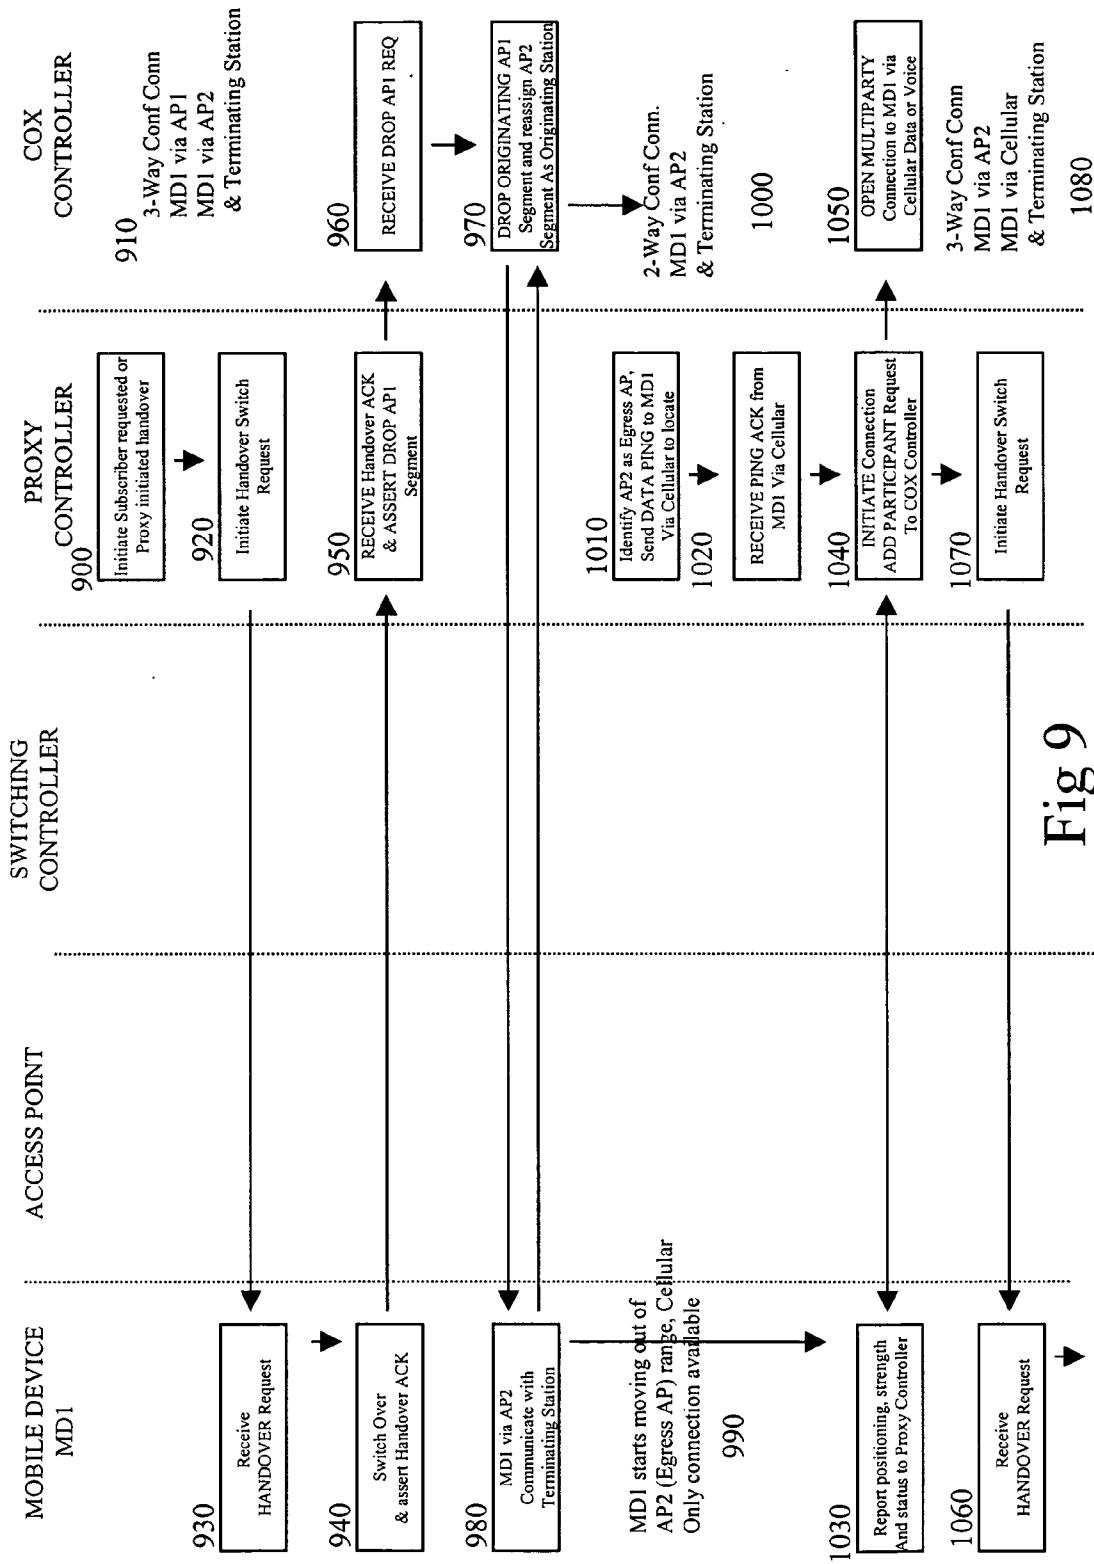 MOBILE DEVICE
MD1
ACCESS POINT
SWITCHING
CONTROLLER
PROXY
CONTROLLER
COX
CONTROLLER
900
Initiate Subscriber requested or
Proxy initiated handover
910
3-Way Conf Conn
MD1 via AP1
MD1 via AP2
& Terminating Station
920
Initiate Handover Switch
Request
930
Receive
HANDOVER Request
940
Switch Over
& assert Handover ACK
950
RECEIVE Handover ACK
& ASSERT DROP AP1
Segment
960
RECEIVE DROP AP1 REQ
970
DROP ORIGINATING AP1
Segment and reassign AP2
Segment As Originating Station
980
MD1 via AP2
Communicate with
Terminating Station
MD1 starts moving out of
AP2 (Egress AP) range, Cellular
Only connection available
990
2-Way Conf Conn.
MD1 via AP2
& Terminating Station
1000
1010
Identify AP2 as Egress AP,
Send DATA PING to MD1
Via Cellular to locate
1020
RECEIVE PING ACK from
MD1 Via Cellular
1030
Report positioning, strength
And status to Proxy Controller
1040
INITIATE Connection
ADD PARTICIPANT Request
To COX Controller
1050
OPEN MULTIPARTY
Connection to MD1 via
Cellular Data or Voice
1060
Receive
HANDOVER Request
1070
Initiate Handover Switch
Request
3-Way Conf Conn
MD1 via AP2
MD1 via Cellular
& Terminating Station
1080
Fig 9